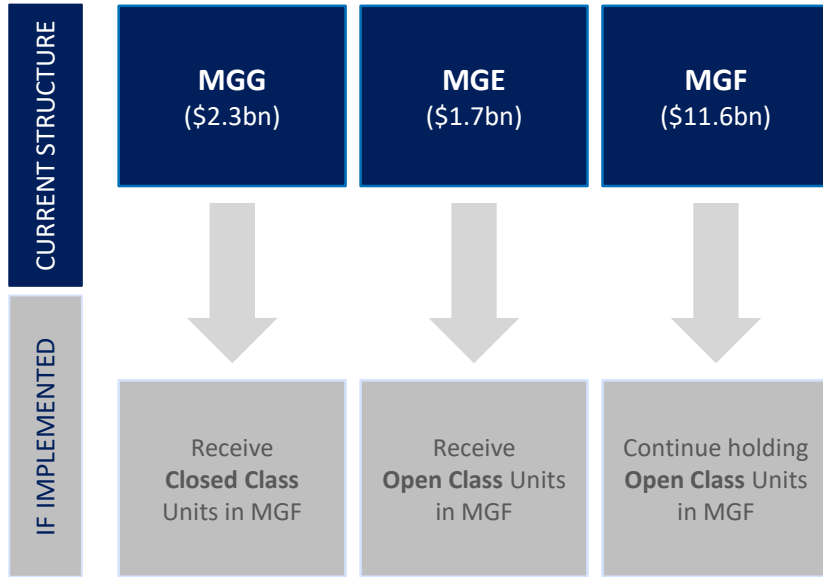 CURRENT STRUCTURE
MGG
($2.3bn)
MGE
($1.7bn)
MGF
($11.6bn)
IF IMPLEMENTED
Receive
Closed Class
Units in MGF
Receive
Open Class Units
in MGF
Continue holding
Open Class Units
in MGF